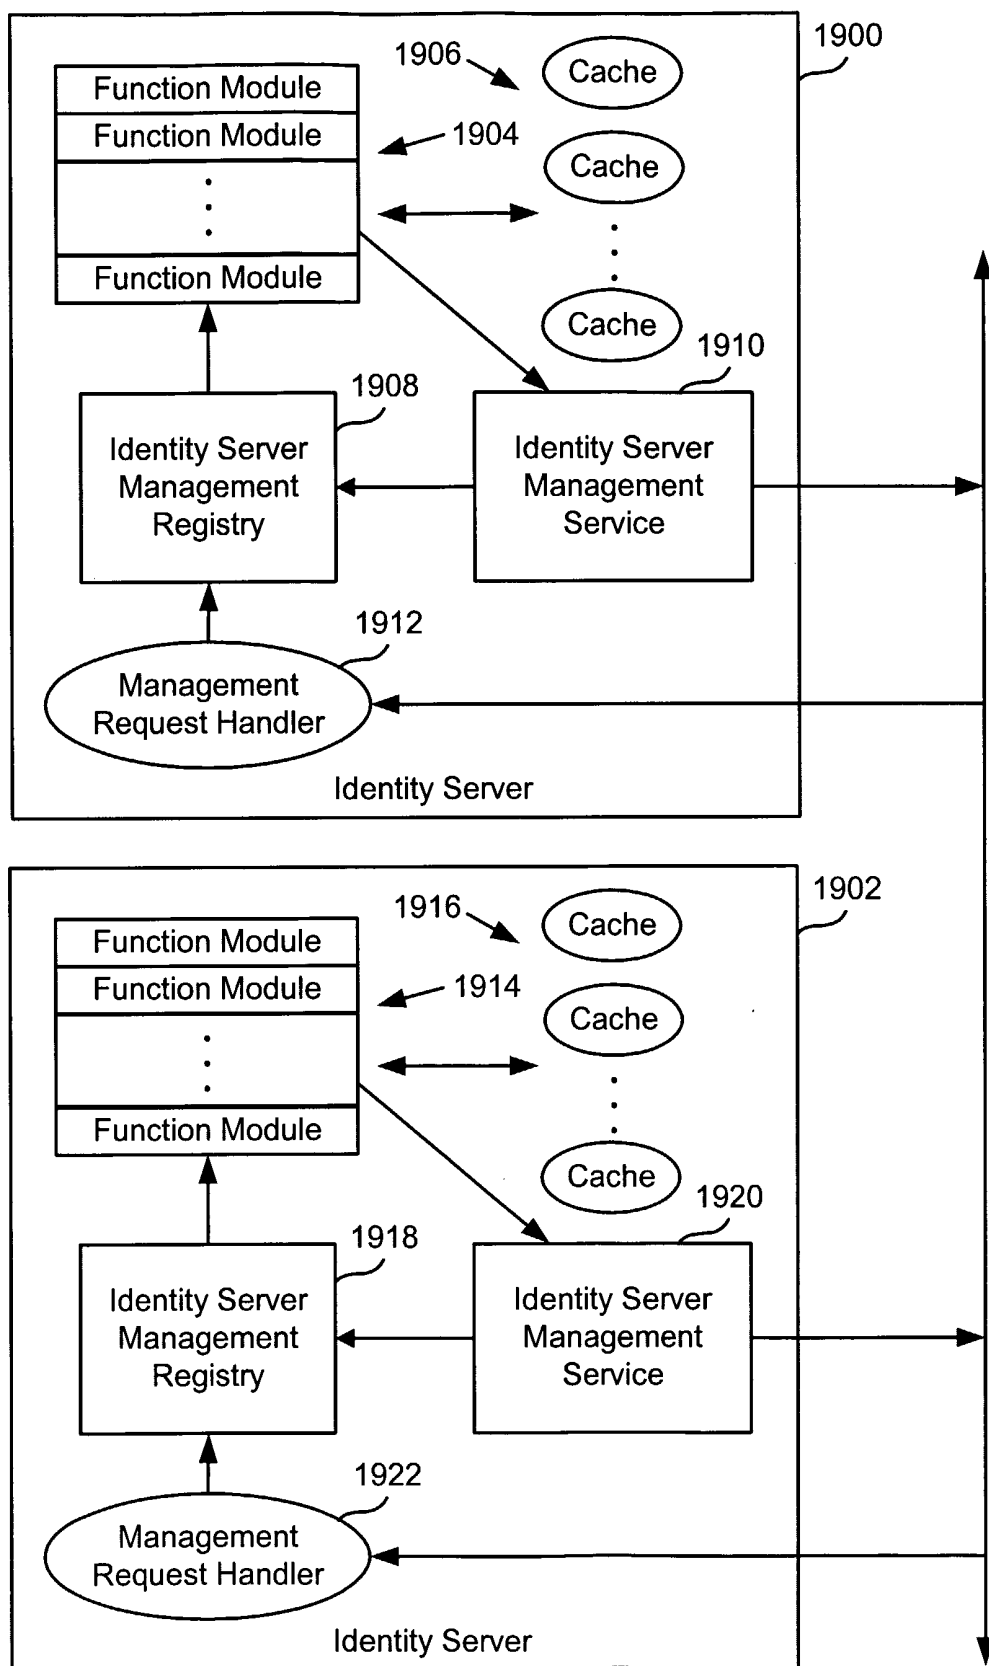 1900
1906
Cache
Function Module
Function Module
1904
Cache
Function Module
Cache
1910
1908
Identity Server
Management
Registry
Identity Server
Management
Service
1912
Management
Request Handler
Identity Server
1902
1916
Cache
Function Module
Function Module
1914
Cache
Function Module
Cache
1920
1918
Identity Server
Management
Registry
Identity Server
Management
Service
1922
Management
Request Handler
Identity Server